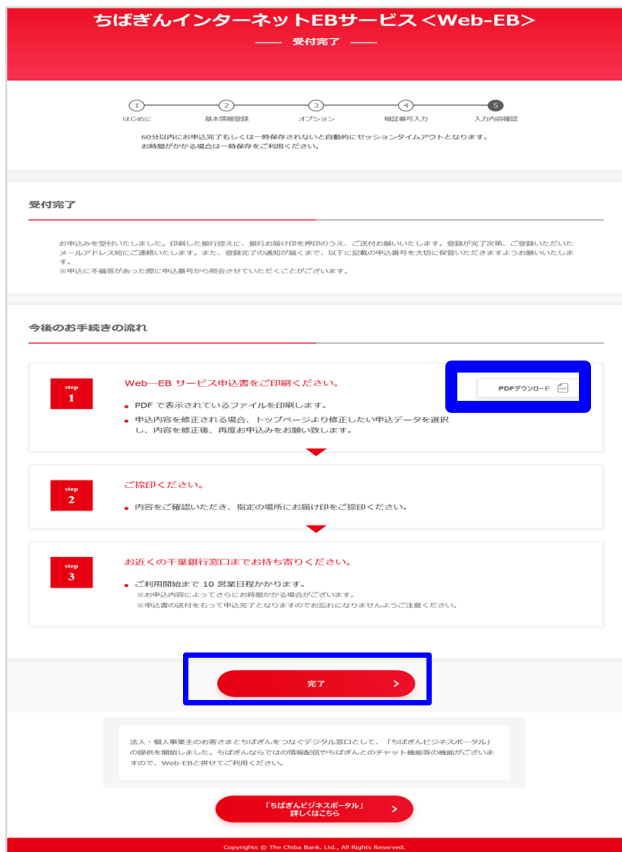 ちばぎんインターネットEBサービス<Web-EB>
受付完了
1 2 3 4 5
はじめに 基本情報登録 オプション 暗証番号入力 入力内容確認
60分以内にお申込完了もしくは一時保存されないと自動的にセッションタイムアウトとなります。
お時間がかかる場合は一時保存をご利用ください。
受付完了
お申込みを受付いたしました。印刷した銀行控えに、銀行お届け印を押印のうえ、ご送付お願いいたします。登録が完了次第、ご登録いただいた
メールアドレス宛にご連絡いたします。また、登録完了の通知が届くまで、以下に記載の申込番号を大切に保管いただきますようお願いいたしま
す。
※申込に不備等があった際に申込番号から照会させていただくことがございます。
今後のお手続きの流れ
step
1
Web—EB サービス申込書をご印刷ください。
PDFダウンロード
• PDF で表示されているファイルを印刷します。
• 申込内容を修正される場合、トップページより修正したい申込データを選択
し、内容を修正後、再度お申込みをお願い致します。
step
2
ご捺印ください。
• 内容をご確認いただき、指定の場所にお届け印をご捺印ください。
step
3
お近くの千葉銀行窓口までお持ち寄りください。
• ご利用開始まで 10 営業日程かかります。
※お申込内容によってさらにお時間かかる場合がございます。
※申込書の送付をもって申込完了となりますのでお忘れになりませんようご注意ください。
完了 >
法人・個人事業主のお客さまとちばぎんをつなぐデジタル窓口として、「ちばぎんビジネスポータル」
の提供を開始しました。ちばぎんならではの情報配信やちばぎんとのチャット機能等の機能がございま
すので、Web-EBと併せてご利用ください。
「ちばぎんビジネスポータル」
詳しくはこちら >
Copyrights © The Chiba Bank. Ltd., All Rights Reserved.